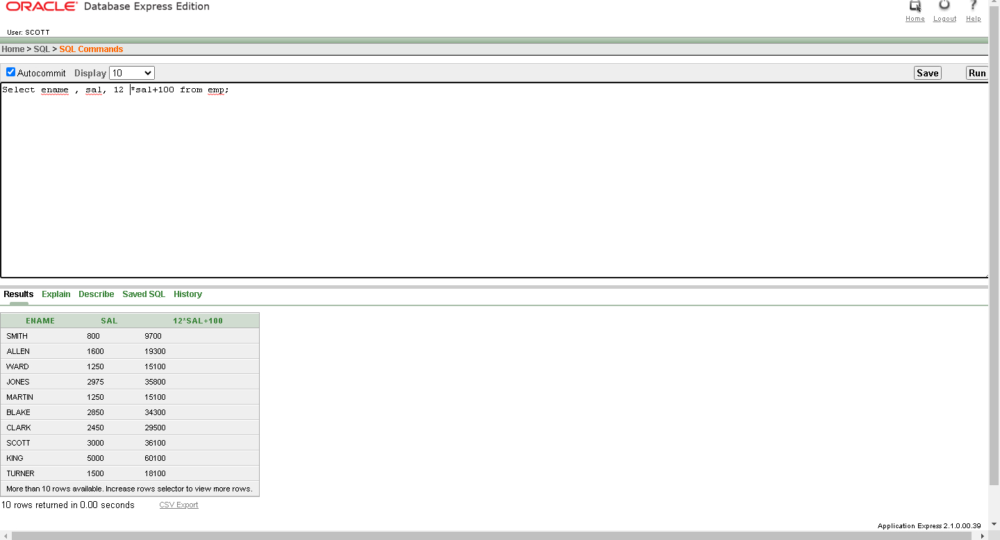 ORACLE Database Express Edition
Home Logout Help
User: SCOTT
Home > SQL > SQL Commands
Autocommit Display 10 Save Run
Select ename , sal, 12 *sal+100 from emp;
Results Explain Describe Saved SQL History
ENAME SAL 12*SAL+100
SMITH 800 9700
ALLEN 1600 19300
WARD 1250 15100
JONES 2975 35800
MARTIN 1250 15100
BLAKE 2850 34300
CLARK 2450 29500
SCOTT 3000 36100
KING 5000 60100
TURNER 1500 18100
More than 10 rows available. Increase rows selector to view more rows.
10 rows returned in 0.00 seconds CSV Export
Application Express 2.1.0.00.39